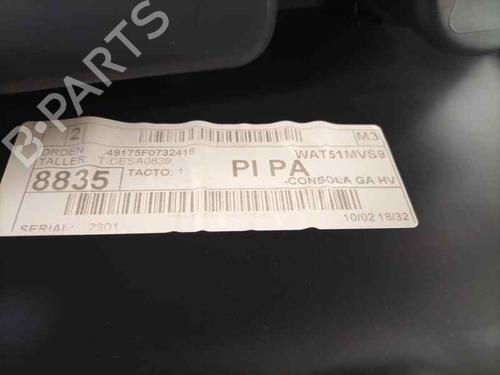 B-PARTS
2
M3
ORDEN 49175F0732418
WAT51MVS9
TALLER T-DESA0839
PI PA
8835
TACTO: 1
-CONSOLA GA HV
10/02 18/32
SERIAL: 2301